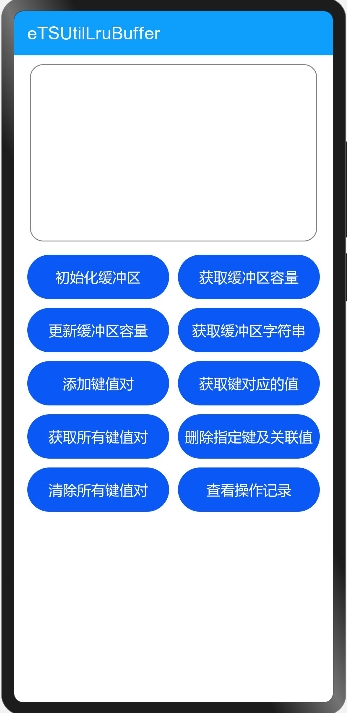 eTSUtilLruBuffer
初始化缓冲区
获取缓冲区容量
更新缓冲区容量
获取缓冲区字符串
添加键值对
获取键对应的值
获取所有键值对
删除指定键及关联值
清除所有键值对
查看操作记录